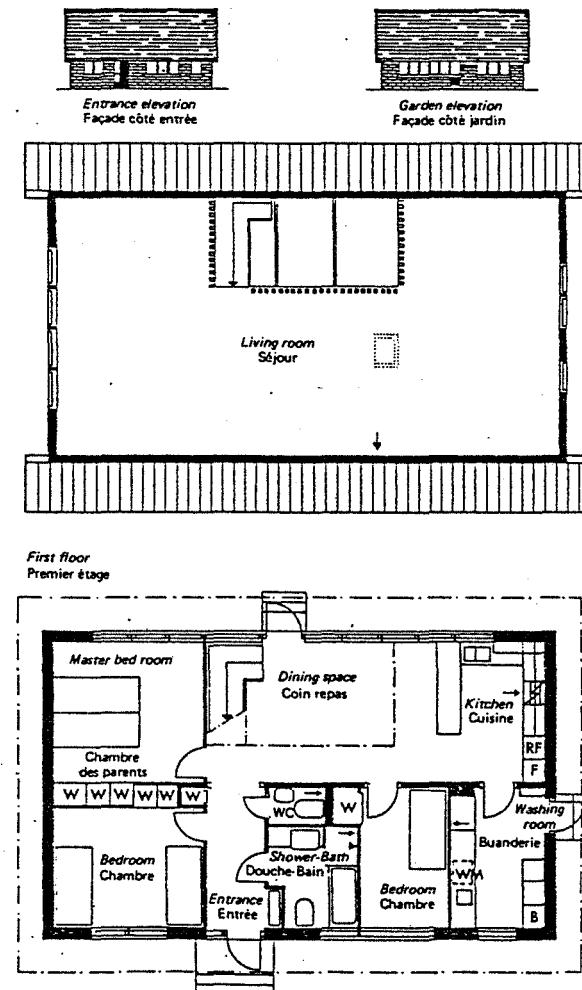 Entrance elevation
Façade côté entrée
Garden elevation
Façade côté jardin
Living room
Séjour
First floor
Premier étage
Master bed room
Dining space
Coin repas
Kitchen
Cuisine
Chambre
des parents
RF
F
W W W W W W
WC
W
Washing
room
Buanderie
Bedroom
Chambre
Shower-Bath
Douche-Bain
Entrance
Entrée
Bedroom
Chambre
WM
B